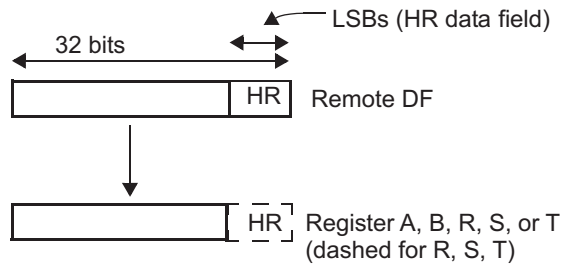 LSBs (HR data field)
32 bits
HR
Remote DF
HR
Register A, B, R, S, or T
(dashed for R, S, T)